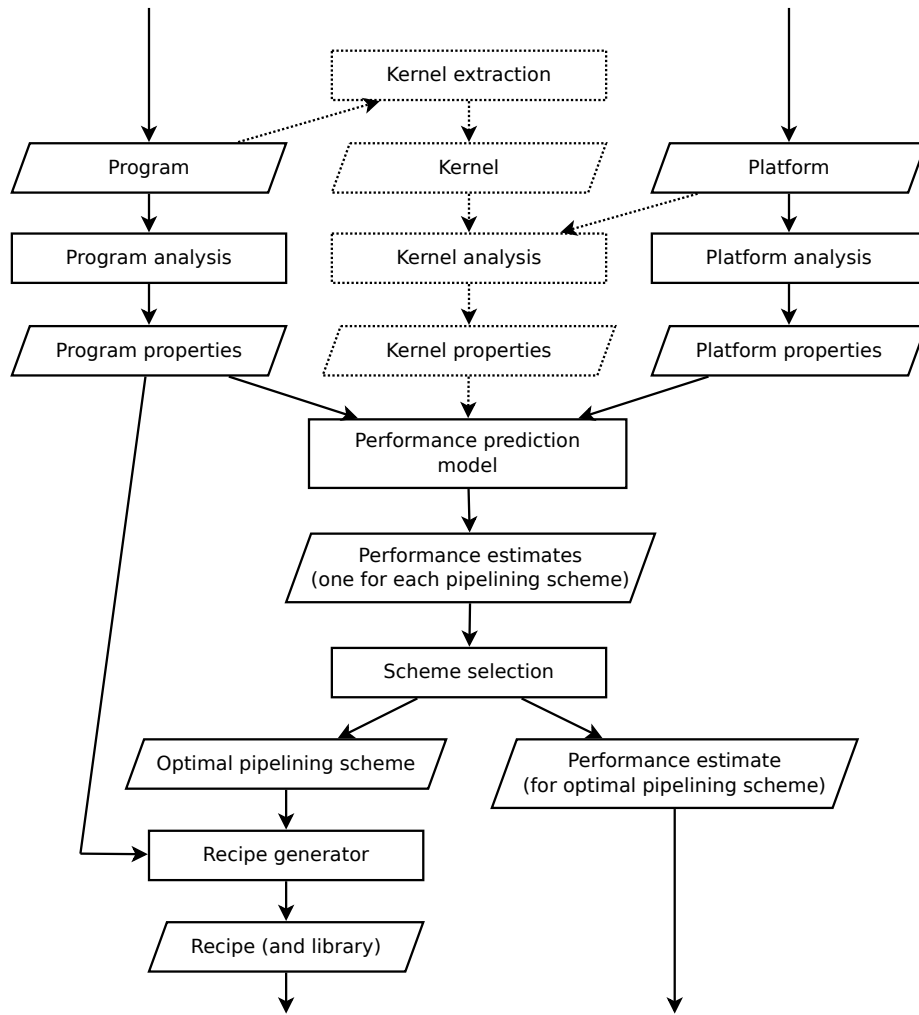 Kernel extraction
Program
Kernel
Platform
Program analysis
Kernel analysis
Platform analysis
Program properties
Kernel properties
Platform properties
Performance prediction
model
Performance estimates
(one for each pipelining scheme)
Scheme selection
Optimal pipelining scheme
Performance estimate
(for optimal pipelining scheme)
Recipe generator
Recipe (and library)